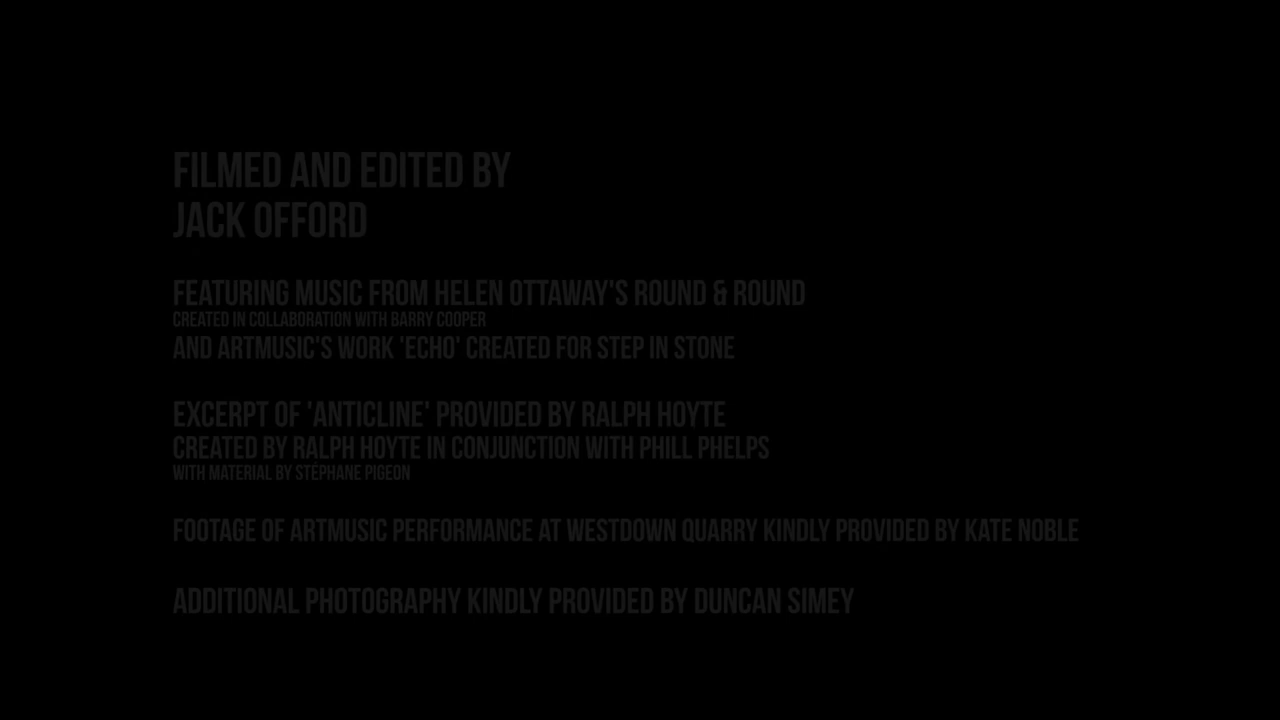 FILMED AND EDITED BY
JACK OFFORD
FEATURING MUSIC FROM HELEN OTTAWAY'S ROUND & ROUND
CREATED IN COLLABORATION WITH BARRY COOPER
AND ARTMUSIC'S WORK 'ECHO' CREATED FOR STEP IN STONE
EXCERPT OF 'ANTICLINE' PROVIDED BY RALPH HOYTE
CREATED BY RALPH HOYTE IN CONJUNCTION WITH PHILL PHELPS
WITH MATERIAL BY STÉPHANE PIGEON
FOOTAGE OF ARTMUSIC PERFORMANCE AT WESTDOWN QUARRY KINDLY PROVIDED BY KATE NOBLE
ADDITIONAL PHOTOGRAPHY KINDLY PROVIDED BY DUNCAN SIMEY